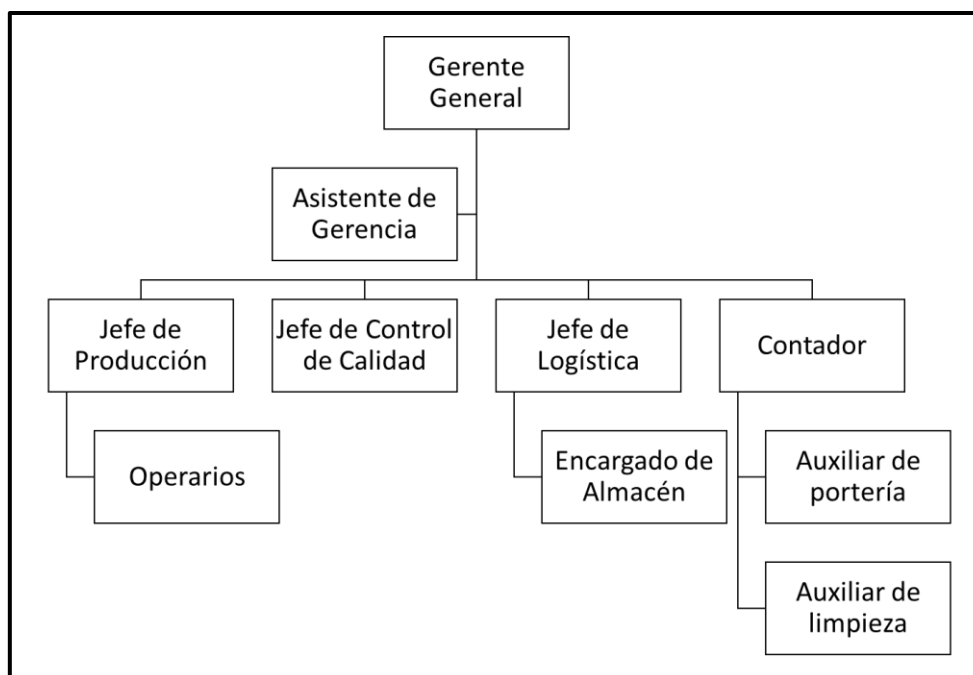 Gerente
General
Asistente de
Gerencia
Jefe de
Producción
Jefe de Control
de Calidad
Jefe de
Logística
Contador
Operarios
Encargado de
Almacén
Auxiliar de
portería
Auxiliar de
limpieza